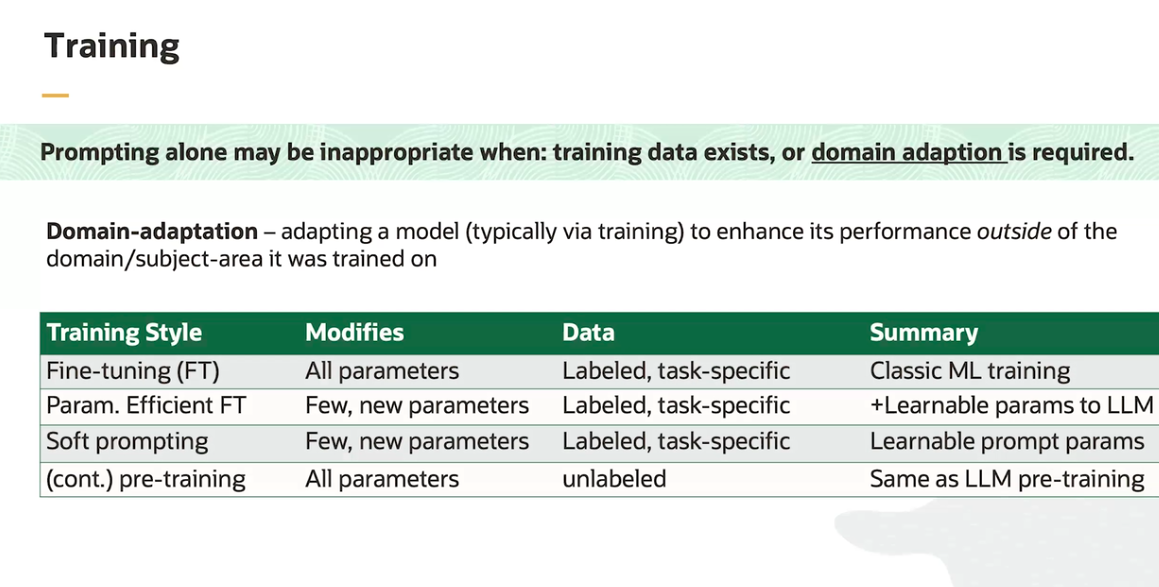 Training
Prompting alone may be inappropriate when: training data exists, or domain adaption is required.
Domain-adaptation – adapting a model (typically via training) to enhance its performance outside of the
domain/subject-area it was trained on
Training Style Modifies Data Summary
Fine-tuning (FT) All parameters Labeled, task-specific Classic ML training
Param. Efficient FT Few, new parameters Labeled, task-specific +Learnable params to LLM
Soft prompting Few, new parameters Labeled, task-specific Learnable prompt params
(cont.) pre-training All parameters unlabeled Same as LLM pre-training